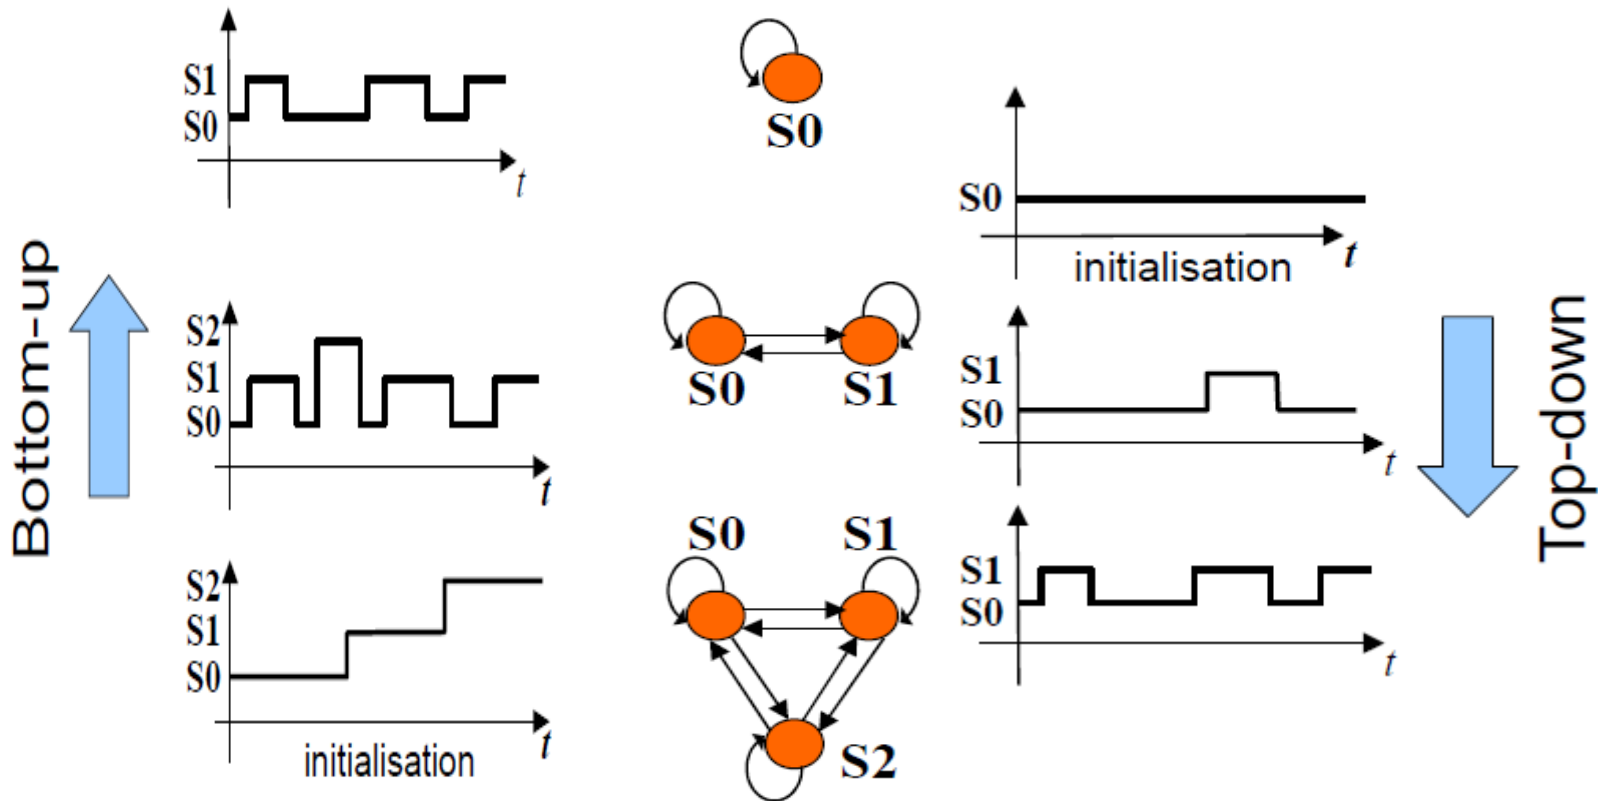 Bottom-up
S1
S0
t
S2
S1
S0
t
S2
S1
S0
t
initialisation
S0
S0
S1
S0
S1
S2
S0
t
initialisation
S1
S0
t
S1
S0
t
Top-down